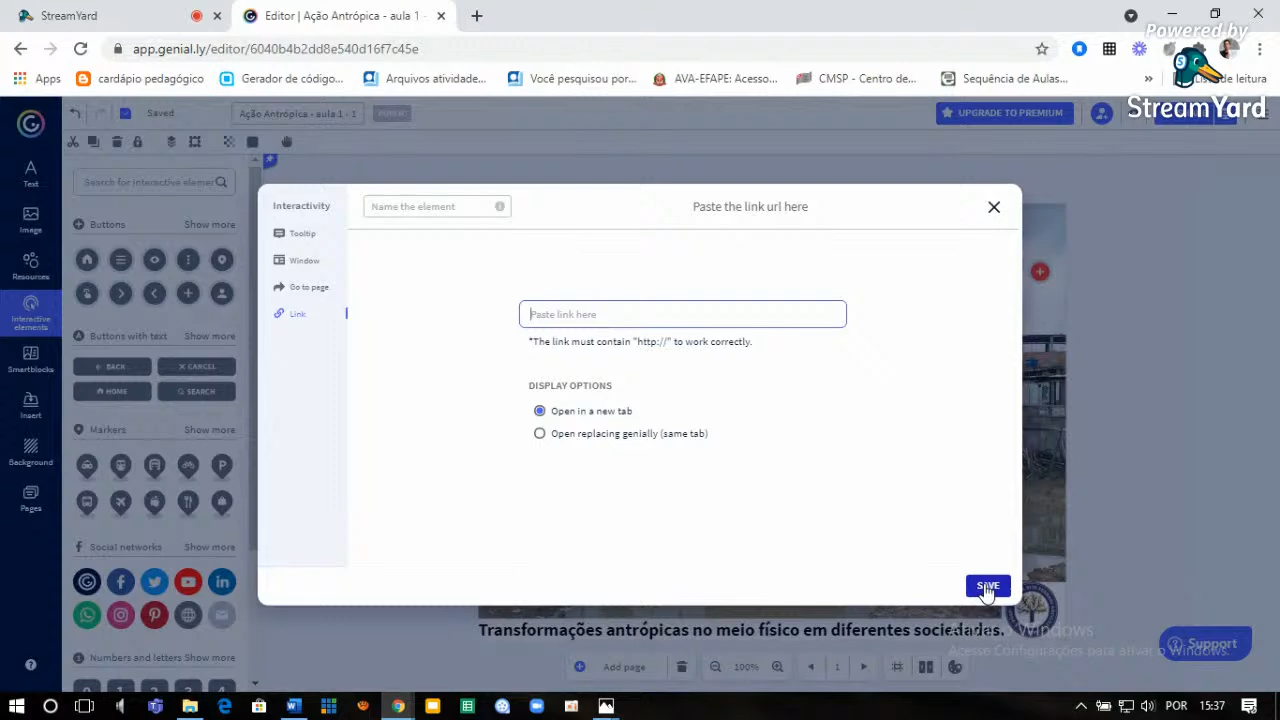 StreamYard
Editor | Ação Antrópica - aula 1 -
app.genial.ly/editor/6040b4b2dd8e540d16f7c45e
Powered by
StreamYard
Apps
cardápio pedagógico
Gerador de código...
Arquivos atividade...
Você pesquisou por...
AVA-EFAPE: Acesso...
CMSP - Centro de...
Sequência de Aulas...
»
Lista de leitura
Saved
Ação Antrópica - aula 1 - 1
UPGRADE TO PREMIUM
Text
Image
Resources
Interactive
elements
Smartblocks
Insert
Background
Pages
Search for interactive elemer
Buttons
Show more
Buttons with text
Show more
BACK
CANCEL
HOME
SEARCH
Markers
Show more
Social networks
Show more
Numbers and letters
Show more
Interactivity
Tooltip
Window
Go to page
Link
Name the element
Paste the link url here
Paste link here
*The link must contain "http://" to work correctly.
DISPLAY OPTIONS
Open in a new tab
Open replacing genially (same tab)
SAVE
Transformações antrópicas no meio físico em diferentes sociedades.
Ativar o Windows
Acesse Configurações para ativar o Windows.
Support
Add page
100%
1
POR
15:37